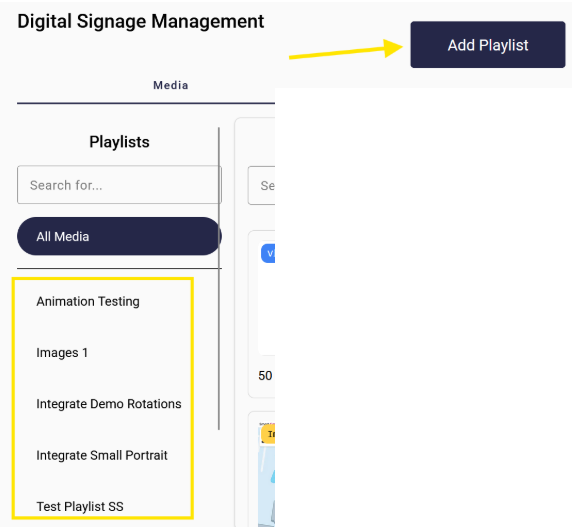 Digital Signage Management
Add Playlist
Media
Playlists
Search for...
Se
All Media
Animation Testing
Images 1
50
Integrate Demo Rotations
Integrate Small Portrait
Test Playlist SS